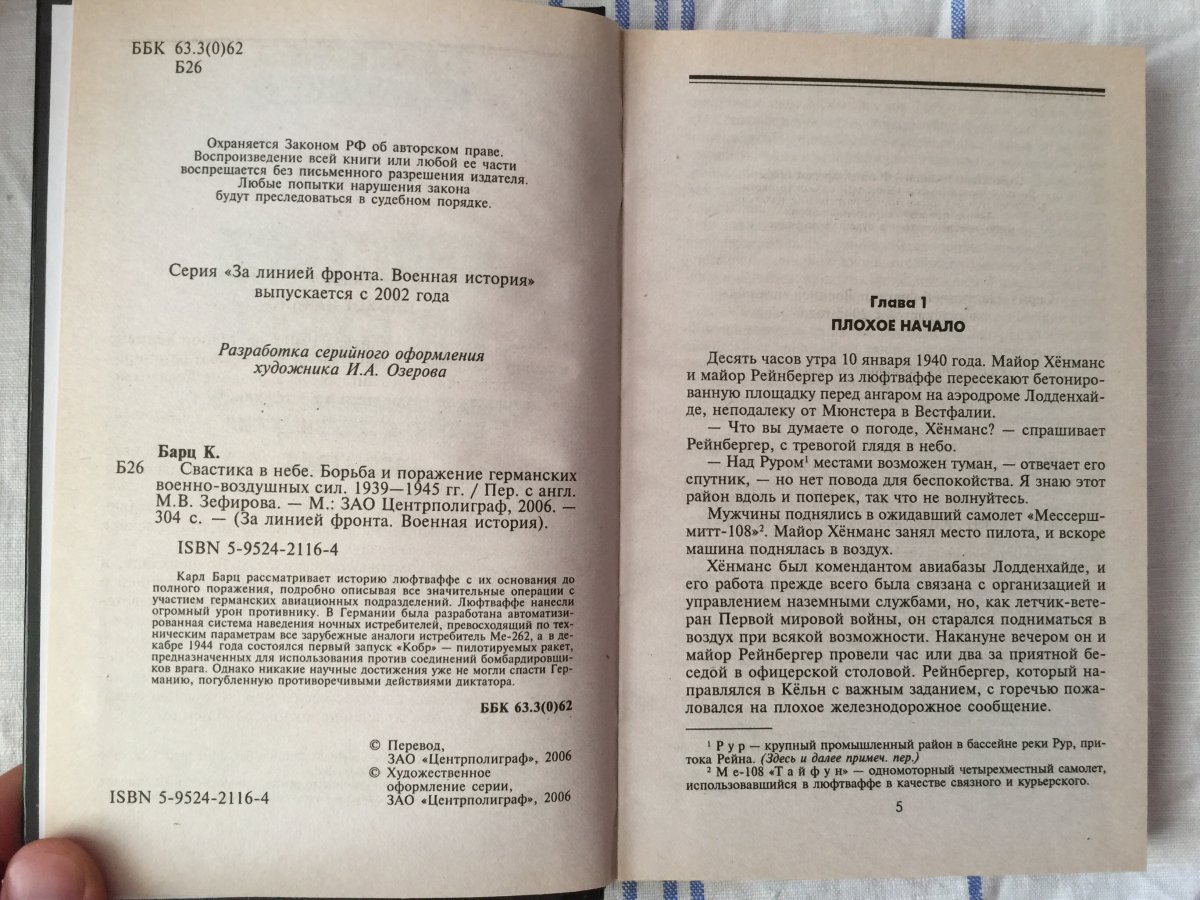 ББК 63.3(0)62
Б26
Охраняется Законом РФ об авторском праве.
Воспроизведение всей книги или любой ее части
воспрещается без письменного разрешения издателя.
Любые попытки нарушения закона
будут преследоваться в судебном порядке.
Серия «За линией фронта. Военная история»
выпускается с 2002 года
Разработка серийного оформления
художника И.А. Озерова
Барц К.
Б26 Свастика в небе. Борьба и поражение германских
военно-воздушных сил. 1939—1945 гг. / Пер. с англ.
М.В. Зефирова. — М.: ЗАО Центрполиграф, 2006. —
304 с. — (За линией фронта. Военная история).
ISBN 5-9524-2116-4
Карл Барц рассматривает историю люфтваффе с их основания до
полного поражения, подробно описывая все значительные операции с
участием германских авиационных подразделений. Люфтваффе нанесли
огромный урон противнику. В Германии была разработана автоматизи-
рованная система наведения ночных истребителей, превосходящий по тех-
ническим параметрам все зарубежные аналоги истребитель Ме-262, а в де-
кабре 1944 года состоялся первый запуск «Кобр» — пилотируемых ракет,
предназначенных для использования против соединений бомбардировщи-
ков врага. Однако никакие научные достижения уже не могли спасти Гер-
манию, погубленную противоречивыми действиями диктатора.
ББК 63.3(0)62
© Перевод,
ЗАО «Центрполиграф», 2006
© Художественное
оформление серии,
ЗАО «Центрполиграф», 2006
ISBN 5-9524-2116-4
Глава 1
ПЛОХОЕ НАЧАЛО
Десять часов утра 10 января 1940 года. Майор Хёнманс
и майор Рейнбергер из люфтваффе пересекают бетониро-
ванную площадку перед ангаром на аэродроме Лодденхай-
де, неподалеку от Мюнстера в Вестфалии.
— Что вы думаете о погоде, Хёнманс? — спрашивает
Рейнбергер, с тревогой глядя в небо.
— Над Руром¹ местами возможен туман, — отвечает его
спутник, — но нет повода для беспокойства. Я знаю этот
район вдоль и поперек, так что не волнуйтесь.
Мужчины поднялись в ожидавший самолет «Мессерш-
митт-108»². Майор Хёнманс занял место пилота, и вскоре
машина поднялась в воздух.
Хёнманс был комендантом авиабазы Лодденхайде, и
его работа прежде всего была связана с организацией и
управлением наземными службами, но, как летчик-вете-
ран Первой мировой войны, он старался подниматься в
воздух при всякой возможности. Накануне вечером он и
майор Рейнбергер провели час или два за приятной бе-
седой в офицерской столовой. Рейнбергер, который на-
правлялся в Кёльн с важным заданием, с горечью пожа-
ловался на плохое железнодорожное сообщение.
¹ Рур — крупный промышленный район в бассейне реки Рур, при-
тока Рейна. (Здесь и далее примеч. пер.)
² Ме-108 «Тайфун» — одномоторный четырехместный самолет,
использовавшийся в люфтваффе в качестве связного и курьерского.
5